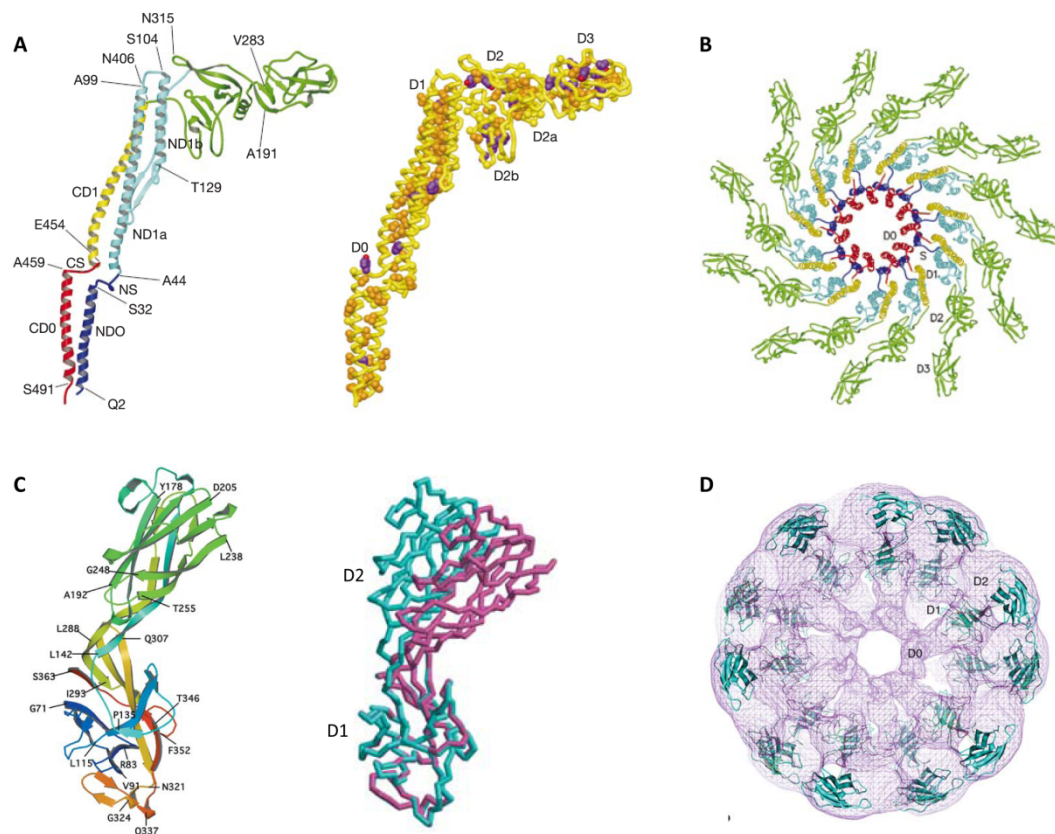 A
N315
S104
N406
A99
V283
ND1b
A191
CD1
T129
E454
ND1a
A459
CS
A44
NS
S32
CD0
NDO
S491
Q2
D1
D2
D3
D2a
D2b
D0
B
D0
S
D1
D2
D3
C
Y178
D205
L238
G248
A192
T255
L288
Q307
L142
S363
I293
T346
G71
P135
F352
L115
R83
V91
N321
G324
Q337
D2
D1
D
D2
D1
D0